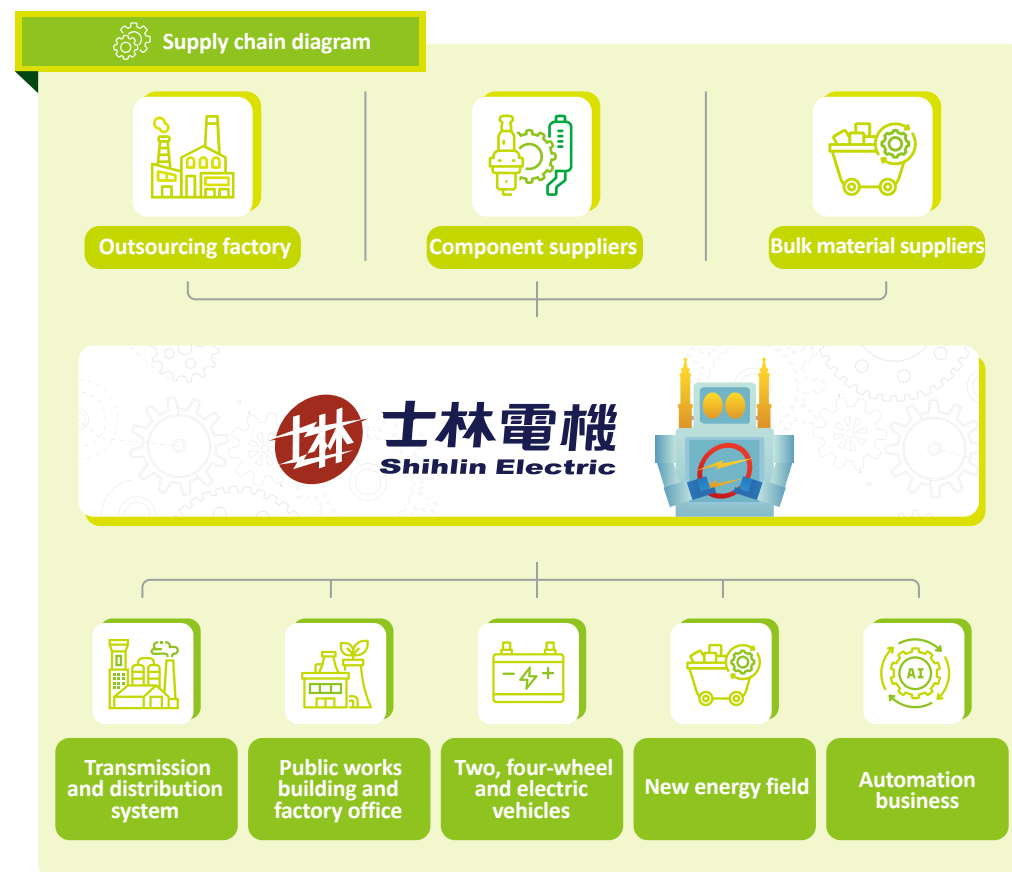 Supply chain diagram
Outsourcing factory
Component suppliers
Bulk material suppliers
士林電機
Shihlin Electric
Transmission
and distribution
system
Public works
building and
factory office
Two, four-wheel
and electric
vehicles
New energy field
AI
Automation
business